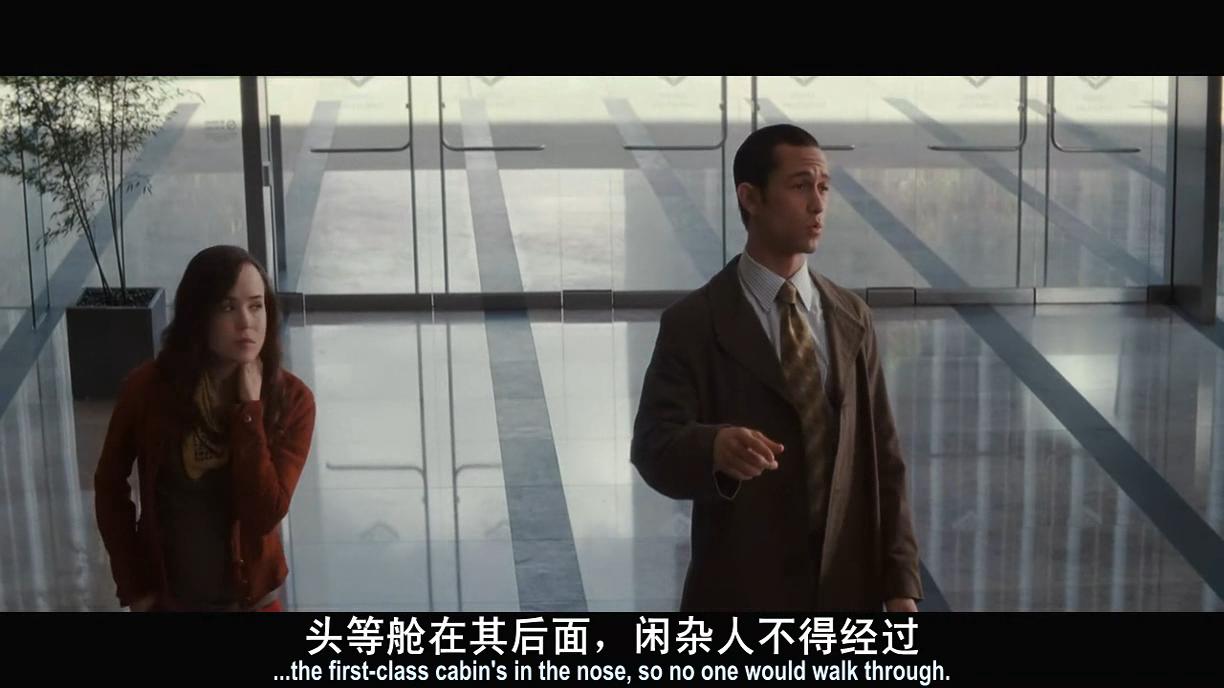 头等舱在其后面，闲杂人不得经过
...the first-class cabin's in the nose, so no one would walk through.